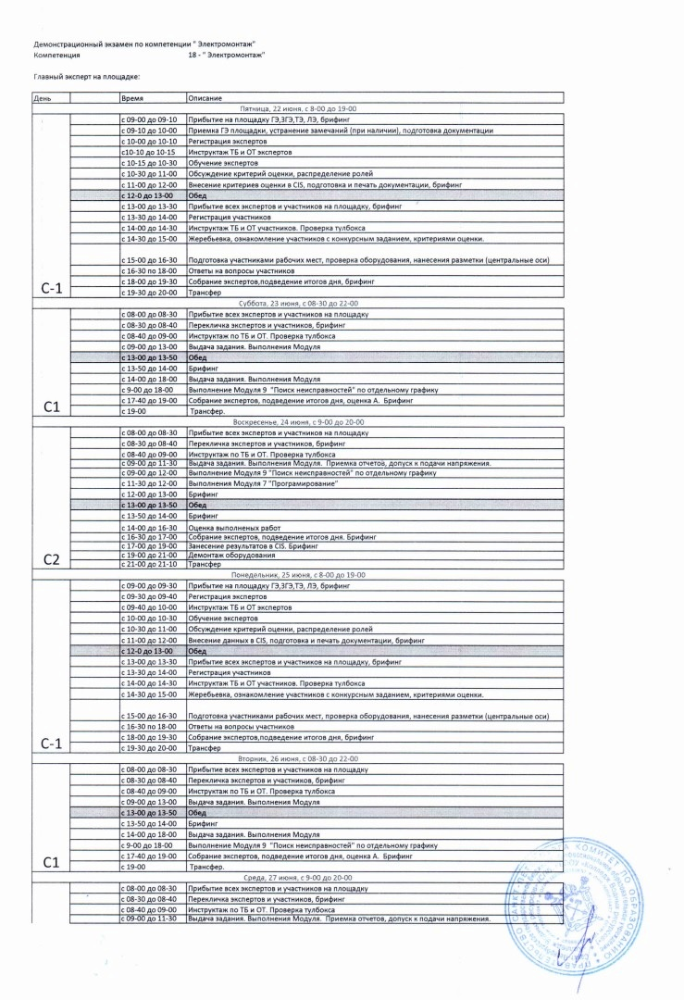 Демонстрационный экзамен по компетенции " Электромонтаж"
Компетенция 18 - " Электромонтаж"
Главный эксперт на площадке:
День Время Описание
Пятница, 22 июня, с 8-00 до 19-00
с 09-00 до 09-10 Прибытие на площадку ГЭ,ЗГЭ,ТЭ, ЛЭ, брифинг
с 09-10 до 10-00 Приемка ГЭ площадки, устранение замечаний (при наличии), подготовка документации
с 10-00 до 10-10 Регистрация экспертов
с10-10 до 10-15 Инструктаж ТБ и ОТ экспертов
с 10-15 до 10-30 Обучение экспертов
с 10-30 до 11-00 Обсуждение критерий оценки, распределение ролей
с 11-00 до 12-00 Внесение критериев оценки в CIS, подготовка и печать документации, брифинг
с 12-0 до 13-00 Обед
с 13-00 до 13-30 Прибытие всех экспертов и участников на площадку, брифинг
с 13-30 до 14-00 Регистрация участников
с 14-00 до 14-30 Инструктаж ТБ и ОТ участников. Проверка тулбокса
с 14-30 до 15-00 Жеребьевка, ознакомление участников с конкурсным заданием, критериями оценки.
с 15-00 до 16-30 Подготовка участниками рабочих мест, проверка оборудования, нанесения разметки (центральные оси)
с 16-30 по 18-00 Ответы на вопросы участников
с 18-00 до 19-30 Собрание экспертов,подведение итогов дня, брифинг
С-1 с 19-30 до 20-00 Трансфер
Суббота, 23 июня, с 08-30 до 22-00
с 08-00 до 08-30 Прибытие всех экспертов и участников на площадку
с 08-30 до 08-40 Перекличка экспертов и участников, брифинг
с 08-40 до 09-00 Инструктаж по ТБ и ОТ. Проверка тулбокса
с 09-00 до 13-00 Выдача задания. Выполнения Модуля
с 13-00 до 13-50 Обед
с 13-50 до 14-00 Брифинг
с 14-00 до 18-00 Выдача задания. Выполнения Модуля
с 9-00 до 18-00 Выполнение Модуля 9 "Поиск неисправностей" по отдельному графику
с 17-40 до 19-00 Собрание экспертов, подведение итогов дня, оценка А. Брифинг
С1 с 19-00 Трансфер.
Воскресенье, 24 июня, с 9-00 до 20-00
с 08-00 до 08-30 Прибытие всех экспертов и участников на площадку
с 08-30 до 08-40 Перекличка экспертов и участников, брифинг
с 08-40 до 09-00 Инструктаж по ТБ и ОТ. Проверка тулбокса
с 09-00 до 11-30 Выдача задания. Выполнения Модуля. Приемка отчетов, допуск к подачи напряжения.
с 09-00 до 12-00 Выполнение Модуля 9 "Поиск неисправностей" по отдельному графику
с 11-30 до 12-00 Выполнения Модуля 7 "Програмирование"
с 12-00 до 13-00 Брифинг
с 13-00 до 13-50 Обед
с 13-50 до 14-00 Брифинг
с 14-00 до 16-30 Оценка выполненых работ
с 16-30 до 17-00 Собрание экспертов, подведение итогов дня. Брифинг
с 17-00 до 19-00 Занесение результатов в CIS. Брифинг
с 19-00 до 21-00 Демонтаж оборудования
С2 с 21-00 до 21-10 Трансфер
Понедельник, 25 июня, с 8-00 до 19-00
с 09-00 до 09-30 Прибытие на площадку ГЭ,ЗГЭ,ТЭ, ЛЭ, брифинг
с 09-30 до 09-40 Регистрация экспертов
с 09-40 до 10-00 Инструктаж ТБ и ОТ экспертов
с 10-00 до 10-30 Обучение экспертов
с 10-30 до 11-00 Обсуждение критерий оценки, распределение ролей
с 11-00 до 12-00 Внесение данных в CIS, подготовка и печать документации, брифинг
с 12-0 до 13-00 Обед
с 13-00 до 13-30 Прибытие всех экспертов и участников на площадку, брифинг
с 13-30 до 14-00 Регистрация участников
с 14-00 до 14-30 Инструктаж ТБ и ОТ участников. Проверка тулбокса
с 14-30 до 15-00 Жеребьевка, ознакомление участников с конкурсным заданием, критериями оценки.
с 15-00 до 16-30 Подготовка участниками рабочих мест, проверка оборудования, нанесения разметки (центральные оси)
с 16-30 по 18-00 Ответы на вопросы участников
с 18-00 до 19-30 Собрание экспертов,подведение итогов дня, брифинг
С-1 с 19-30 до 20-00 Трансфер
Вторник, 26 июня, с 08-30 до 22-00
с 08-00 до 08-30 Прибытие всех экспертов и участников на площадку
с 08-30 до 08-40 Перекличка экспертов и участников, брифинг
с 08-40 до 09-00 Инструктаж по ТБ и ОТ. Проверка тулбокса
с 09-00 до 13-00 Выдача задания. Выполнения Модуля
с 13-00 до 13-50 Обед
с 13-50 до 14-00 Брифинг
с 14-00 до 18-00 Выдача задания. Выполнения Модуля
с 9-00 до 18-00 Выполнение Модуля 9 "Поиск неисправностей" по отдельному графику
с 17-40 до 19-00 Собрание экспертов, подведение итогов дня, оценка А. Брифинг
С1 с 19-00 Трансфер.
Среда, 27 июня, с 9-00 до 20-00
с 08-00 до 08-30 Прибытие всех экспертов и участников на площадку
с 08-30 до 08-40 Перекличка экспертов и участников, брифинг
с 08-40 до 09-00 Инструктаж по ТБ и ОТ. Проверка тулбокса
с 09-00 до 11-30 Выдача задания. Выполнения Модуля. Приемка отчетов, допуск к подачи напряжения.
КОМИТЕТ ПО ОБРАЗОВАНИЮ